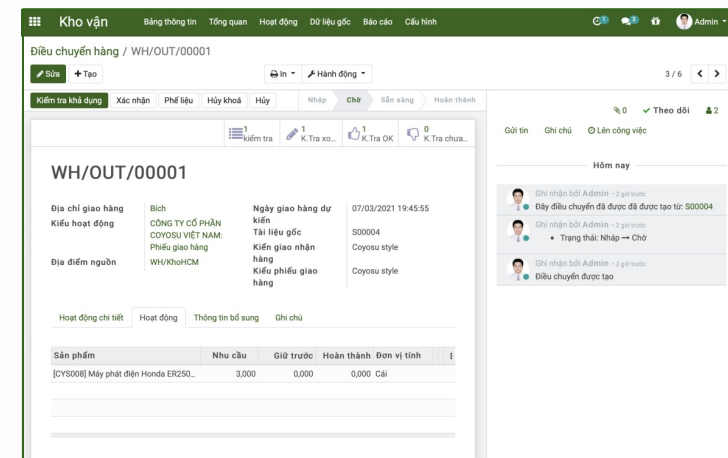 Kho vận Bảng thông tin Tổng quan Hoạt động Dữ liệu gốc Báo cáo Cấu hình 1 3 Admin
Điều chuyển hàng / WH/OUT/00001
Sửa + Tạo In Hành động 3 / 6
Kiểm tra khả dụng Xác nhận Phế liệu Hủy khoá Hủy Nháp Chờ Sẵn sàng Hoàn thành
0 Theo dõi 2
Gửi tin Ghi chú Lên công việc
1 kiểm tra 1 K.Tra xo... 1 K.Tra OK 0 K.Tra chưa...
Hôm nay
WH/OUT/00001
Ghi nhận bởi Admin - 2 giờ trước
Đây điều chuyển đã được đã được tạo từ: S00004
Ghi nhận bởi Admin - 2 giờ trước
• Trạng thái: Nháp → Chờ
Ghi nhận bởi Admin - 2 giờ trước
Điều chuyển được tạo
Địa chỉ giao hàng Bích
Kiểu hoạt động CÔNG TY CỔ PHẦN
COYOSU VIỆT NAM:
Phiếu giao hàng
Địa điểm nguồn WH/KhoHCM
Ngày giao hàng dự
kiến 07/03/2021 19:45:55
Tài liệu gốc S00004
Kiến giao nhận
hàng Coyosu style
Kiểu phiếu giao
hàng Coyosu style
Hoạt động chi tiết Hoạt động Thông tin bổ sung Ghi chú
Sản phẩm Nhu cầu Giữ trước Hoàn thành Đơn vị tính
[CYS008] Máy phát điện Honda ER250... 3,000 0,000 0,000 Cái